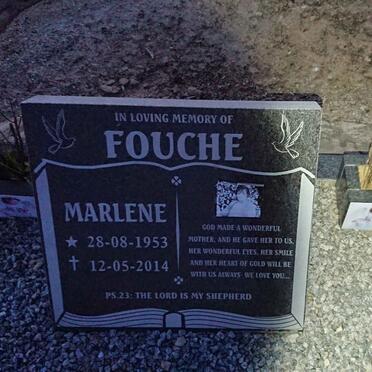 IN LOVING MEMORY OF
FOUCHE
MARLENE
★ 28-08-1953
✝ 12-05-2014
GOD MADE A WONDERFUL
MOTHER, AND HE GAVE HER TO US,
HER WONDERFUL EYES, HER SMILE
AND HER HEART OF GOLD WILL BE
WITH US ALWAYS- WE LOVE YOU...
PS.23: THE LORD IS MY SHEPHERD